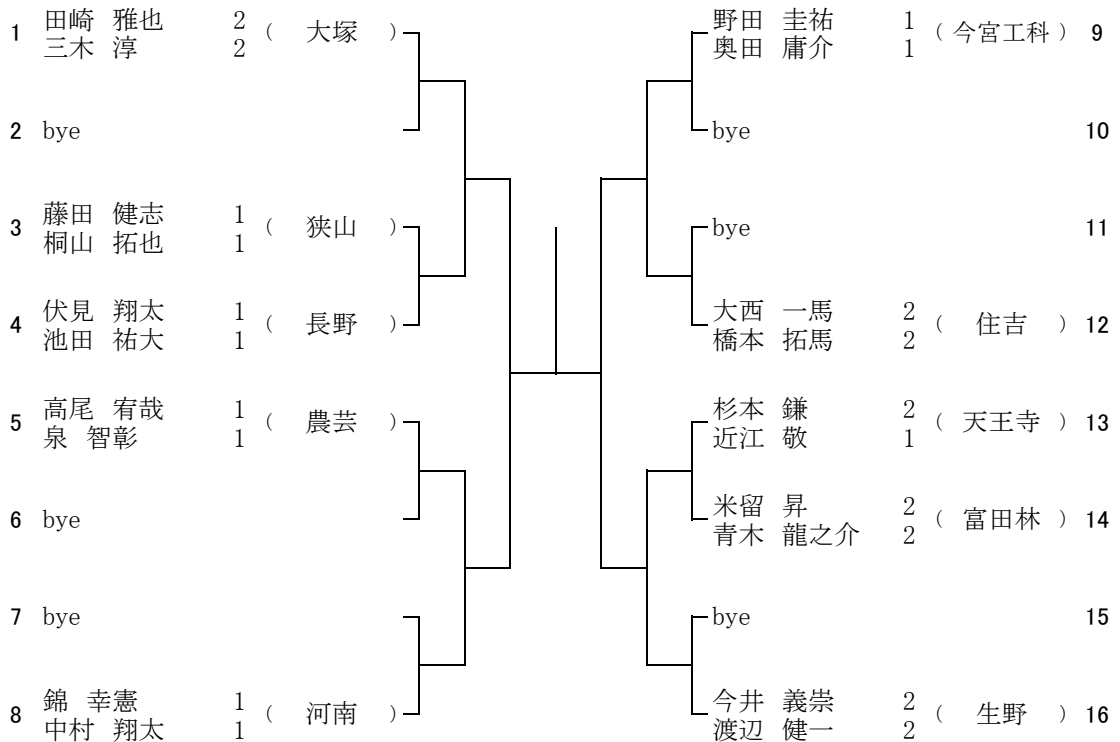 1 田崎 雅也 2 ( 大塚 )
三木 淳 2
2 bye
3 藤田 健志 1 ( 狭山 )
桐山 拓也 1
4 伏見 翔太 1 ( 長野 )
池田 祐大 1
5 高尾 宥哉 1 ( 農芸 )
泉 智彰 1
6 bye
7 bye
8 錦 幸憲 1 ( 河南 )
中村 翔太 1
野田 圭祐 1 ( 今宮工科 ) 9
奥田 庸介 1
bye 10
bye 11
大西 一馬 2 ( 住吉 ) 12
橋本 拓馬 2
杉本 鎌 2 ( 天王寺 ) 13
近江 敬 1
米留 昇 2 ( 富田林 ) 14
青木 龍之介 2
bye 15
今井 義崇 2 ( 生野 ) 16
渡辺 健一 2